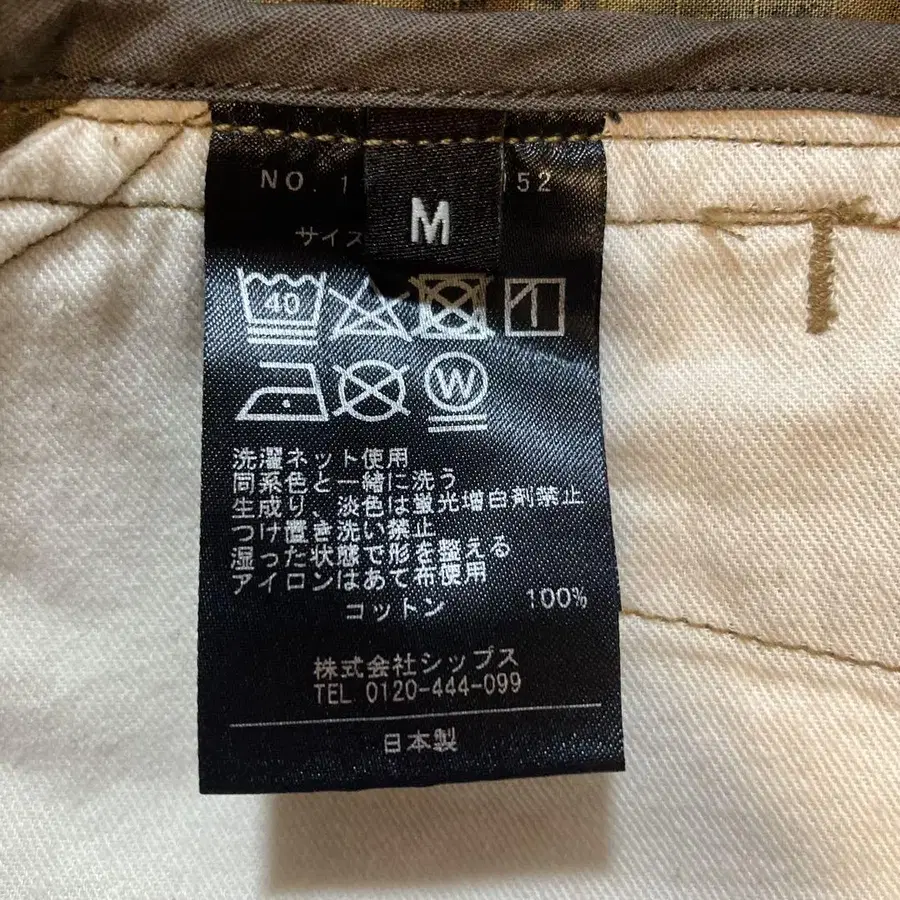 NO. 1 052
M
サイズ
40
W
洗濯ネット使用
同系色と一緒に洗う
生成り、淡色は蛍光増白剤禁止
つけ置き洗い禁止
湿った状態で形を整える
アイロンはあて布使用
コットン 100%
株式会社シップス
TEL 0120-444-099
日本製